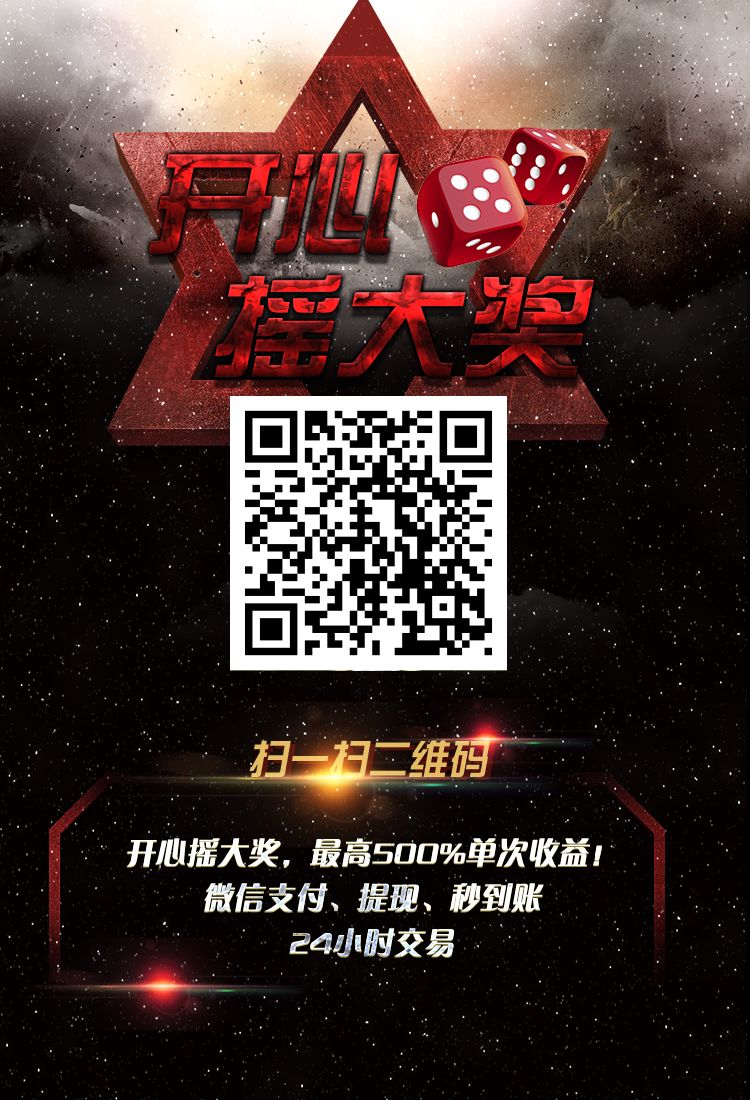 开心
摇大奖
扫一扫二维码
开心摇大奖，最高500%单次收益！
微信支付、提现、秒到账
24小时交易